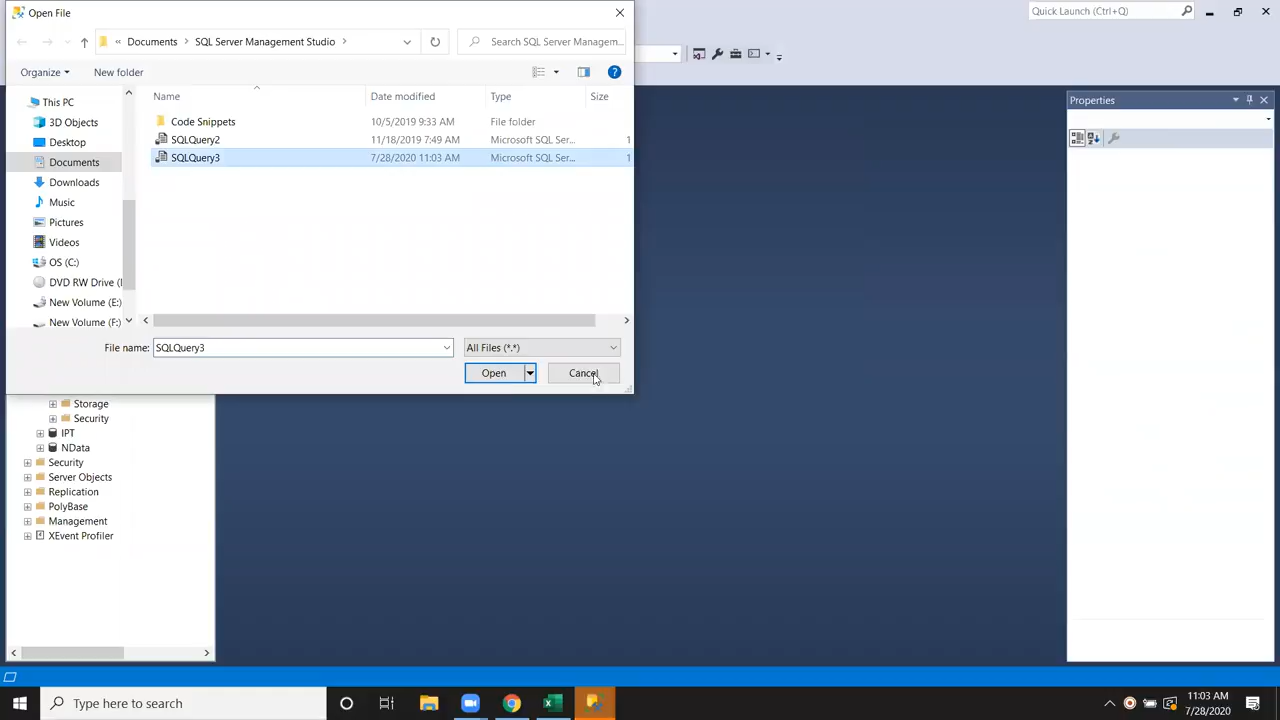 Open File
Quick Launch (Ctrl+Q)
« Documents > SQL Server Management Studio >
Search SQL Server Managem...
Organize
New folder
Name
Date modified
Type
Size
This PC
3D Objects
Desktop
Documents
Downloads
Music
Pictures
Videos
OS (C:)
DVD RW Drive (
New Volume (E:)
New Volume (F:)
Code Snippets 10/5/2019 9:33 AM File folder
SQLQuery2 11/18/2019 7:49 AM Microsoft SQL Ser... 1
SQLQuery3 7/28/2020 11:03 AM Microsoft SQL Ser... 1
File name: SQLQuery3
All Files (*.*)
Open
Cancel
Properties
Storage
Security
IPT
NData
Security
Server Objects
Replication
PolyBase
Management
XEvent Profiler
Type here to search
11:03 AM
7/28/2020